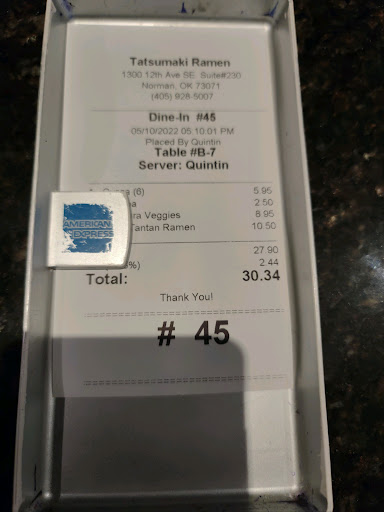 Tatsumaki Ramen
1300 12th Ave SE. Suite#230
Norman, OK 73071
(405) 928-5007
Dine-In #45
05/10/2022 05:10:01 PM
Placed By Quintin
Table #B-7
Server: Quintin
(6) 5.95
2.50
Veggies 8.95
Tantan Ramen 10.50
27.90
%) 2.44
Total: 30.34
Thank You!
# 45
AMERICAN
EXPRESS